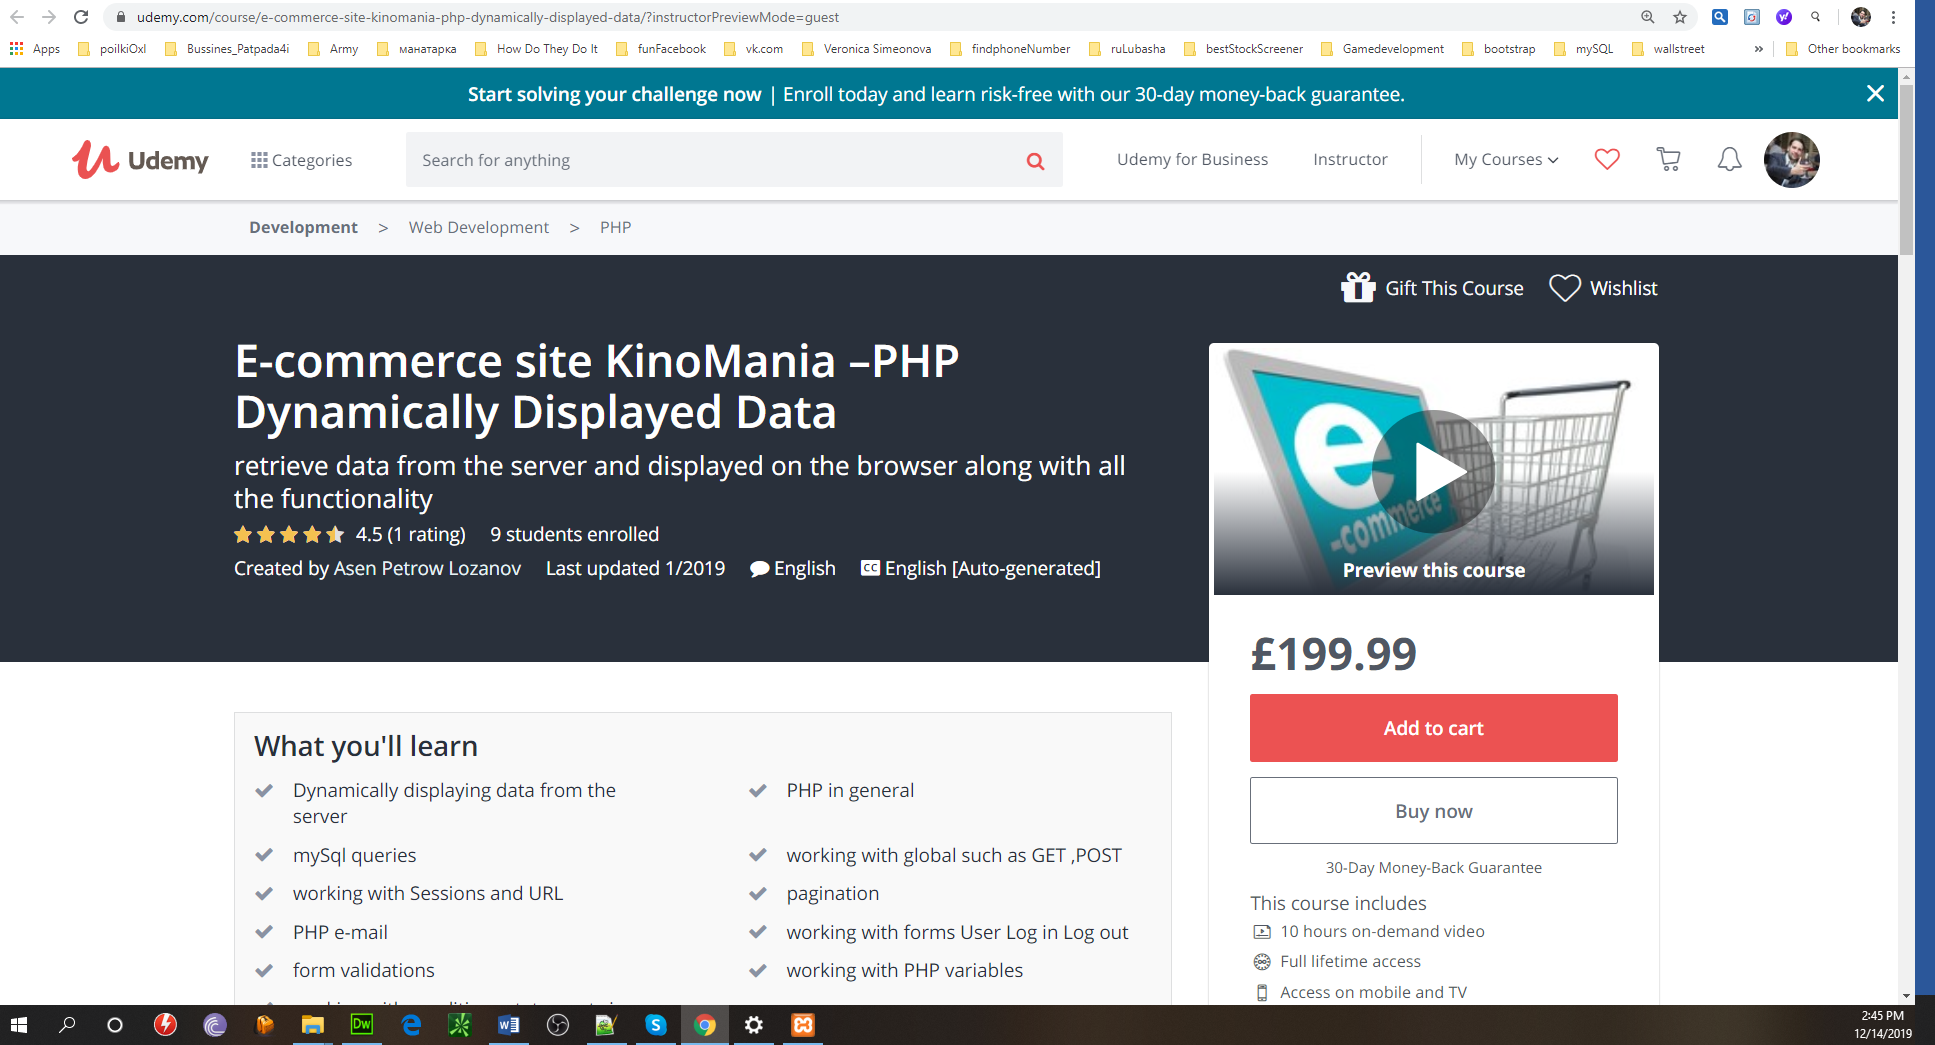 udemy.com/course/e-commerce-site-kinomania-php-dynamically-displayed-data/?instructorPreviewMode=guest
Apps poilkiOxl Bussines_Patpada4i Army манатарка How Do They Do It funFacebook vk.com Veronica Simeonova findphoneNumber ruLubasha bestStockScreener Gamedevelopment bootstrap mySQL wallstreet » Other bookmarks
Start solving your challenge now | Enroll today and learn risk-free with our 30-day money-back guarantee.
Udemy Categories Search for anything Udemy for Business Instructor My Courses
Development > Web Development > PHP
Gift This Course Wishlist
E-commerce site KinoMania –PHP
Dynamically Displayed Data
retrieve data from the server and displayed on the browser along with all
the functionality
4.5 (1 rating) 9 students enrolled
Created by Asen Petrow Lozanov Last updated 1/2019 English CC English [Auto-generated]
e
-commerce
Preview this course
£199.99
Add to cart
Buy now
30-Day Money-Back Guarantee
This course includes
10 hours on-demand video
Full lifetime access
Access on mobile and TV
What you'll learn
Dynamically displaying data from the
server
PHP in general
mySql queries
working with global such as GET ,POST
working with Sessions and URL
pagination
PHP e-mail
working with forms User Log in Log out
form validations
working with PHP variables
Dw
W
S
2:45 PM
12/14/2019